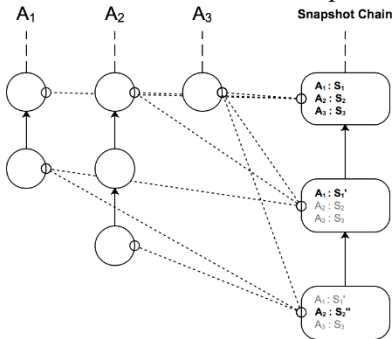 A1 A2 A3 Snapshot Chain
A1 : S1
A2 : S2
A3 : S3
A1 : S1'
A2 : S2
A3 : S3
A1 : S1'
A2 : S2''
A3 : S3